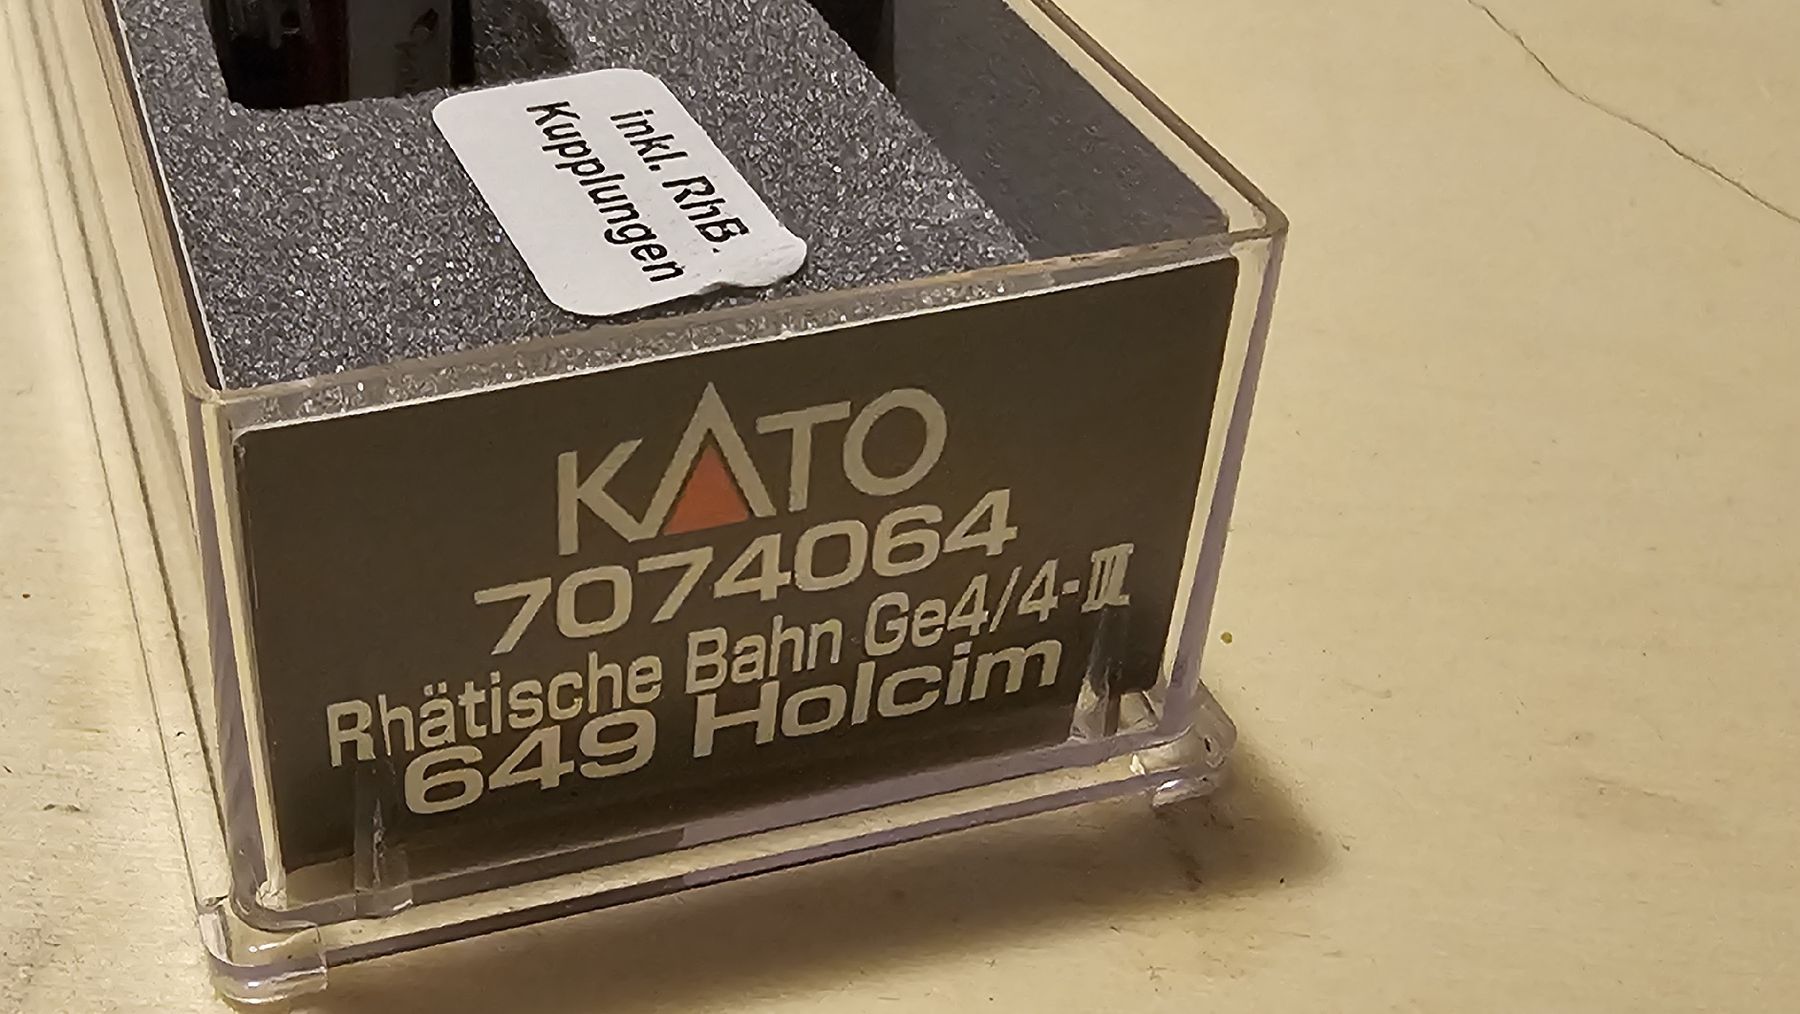 inkl. RhB.
Kupplungen
KATO
7074064
Rhätische Bahn Ge4/4-III
649 Holcim